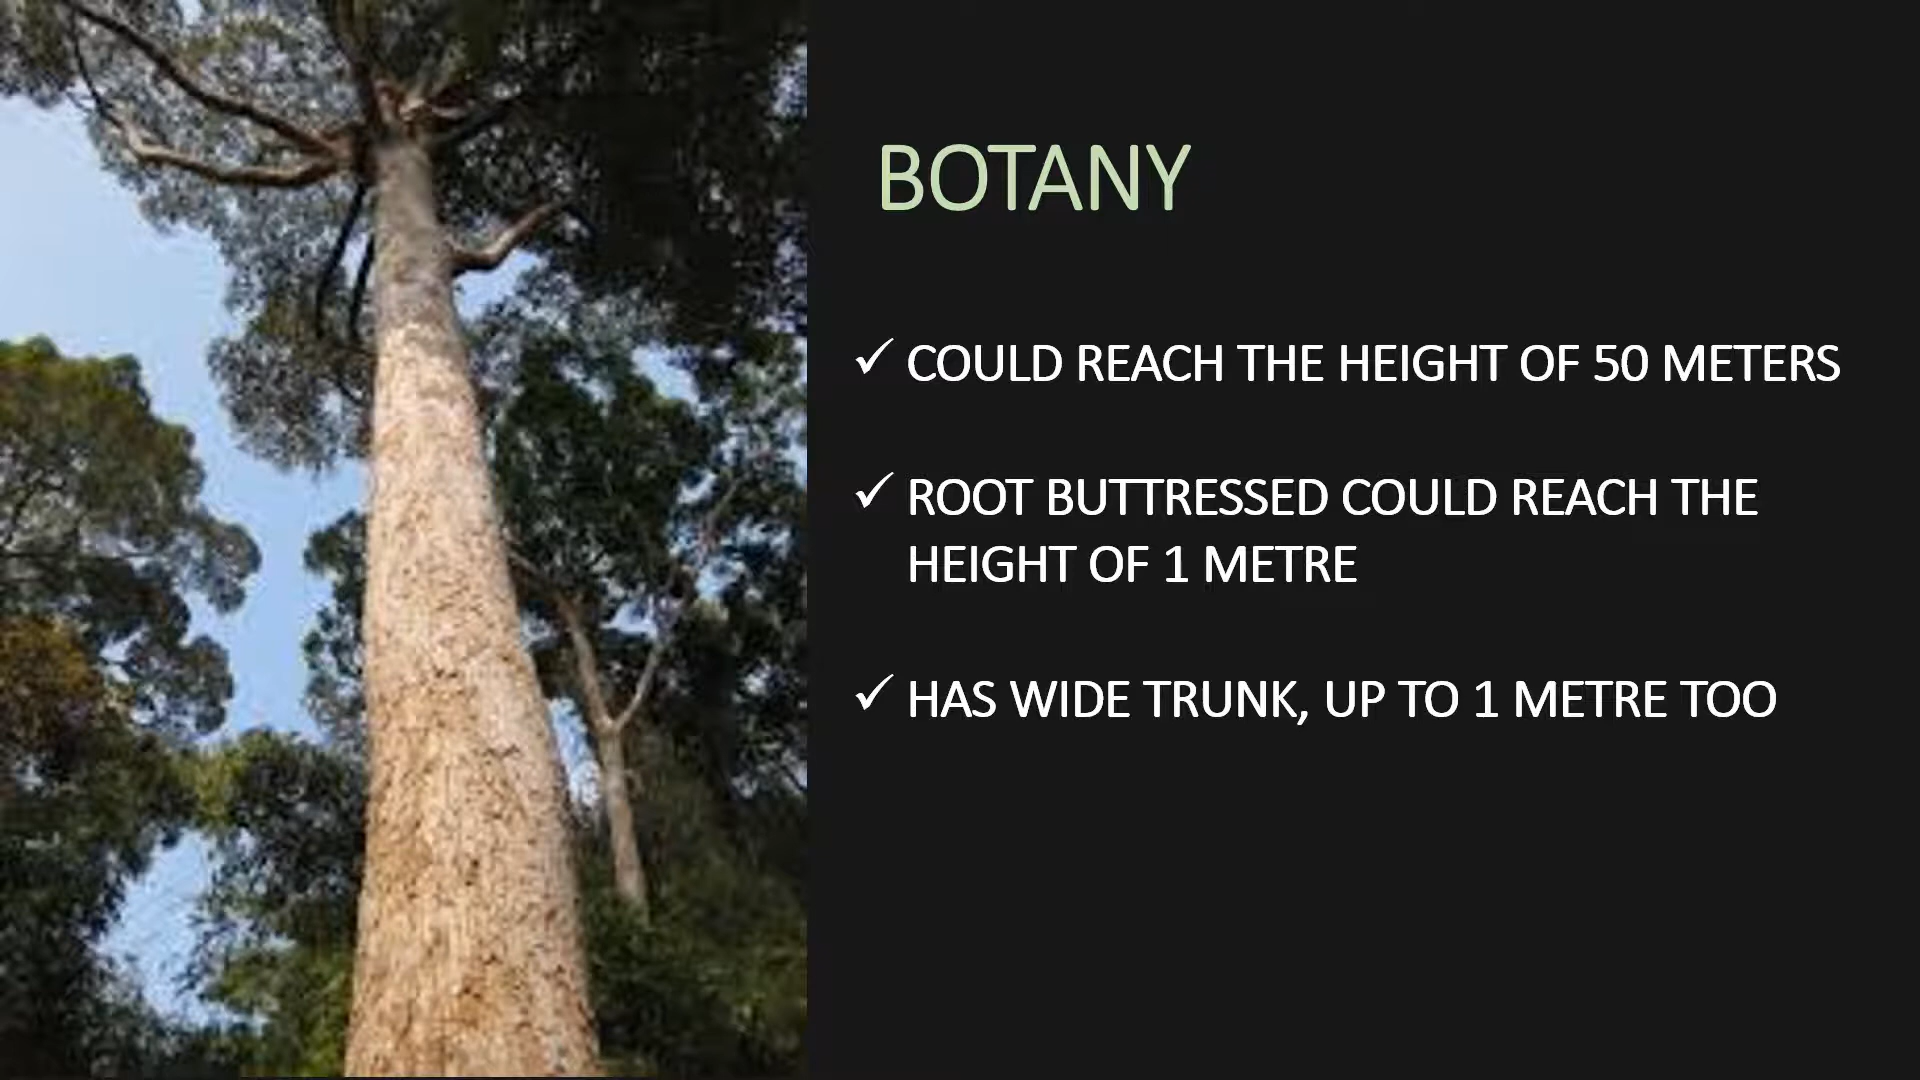 BOTANY
✓ COULD REACH THE HEIGHT OF 50 METERS
✓ ROOT BUTTRESSED COULD REACH THE
HEIGHT OF 1 METRE
✓ HAS WIDE TRUNK, UP TO 1 METRE TOO